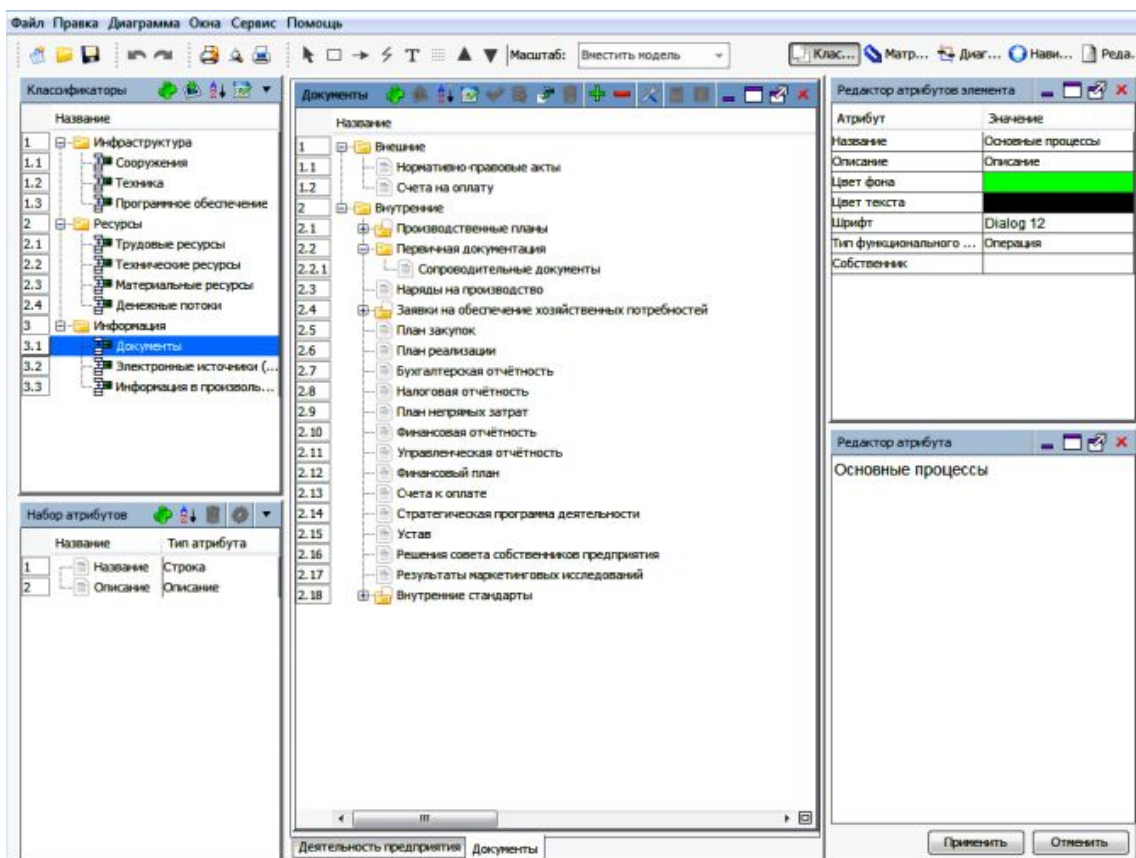 Файл Правка Диаграмма Окна Сервис Помощь
Масштаб: Вместить модель Клас... Матр... Диаг... Нави... Реда.
Классификаторы
Название
1 Инфраструктура
1.1 Сооружения
1.2 Техника
1.3 Программное обеспечение
2 Ресурсы
2.1 Трудовые ресурсы
2.2 Технические ресурсы
2.3 Материальные ресурсы
2.4 Денежные потоки
3 Информация
3.1 Документы
3.2 Электронные источники (...
3.3 Информация в произволь...
Набор атрибутов
Название Тип атрибута
1 Название Строка
2 Описание Описание
Документы
Название
1 Внешние
1.1 Нормативно-правовые акты
1.2 Счета на оплату
2 Внутренние
2.1 Производственные планы
2.2 Первичная документация
2.2.1 Сопроводительные документы
2.3 Наряды на производство
2.4 Заявки на обеспечение хозяйственных потребностей
2.5 План закупок
2.6 План реализации
2.7 Бухгалтерская отчётность
2.8 Налоговая отчётность
2.9 План непрямых затрат
2.10 Финансовая отчётность
2.11 Управленческая отчётность
2.12 Финансовый план
2.13 Счета к оплате
2.14 Стратегическая программа деятельности
2.15 Устав
2.16 Решения совета собственников предприятия
2.17 Результаты маркетинговых исследований
2.18 Внутренние стандарты
Деятельность предприятия Документы
Редактор атрибутов элемента
Атрибут Значение
Название Основные процессы
Описание Описание
Цвет фона
Цвет текста
Шрифт Dialog 12
Тип функционального ... Операция
Собственник
Редактор атрибута
Основные процессы
Применить Отменить